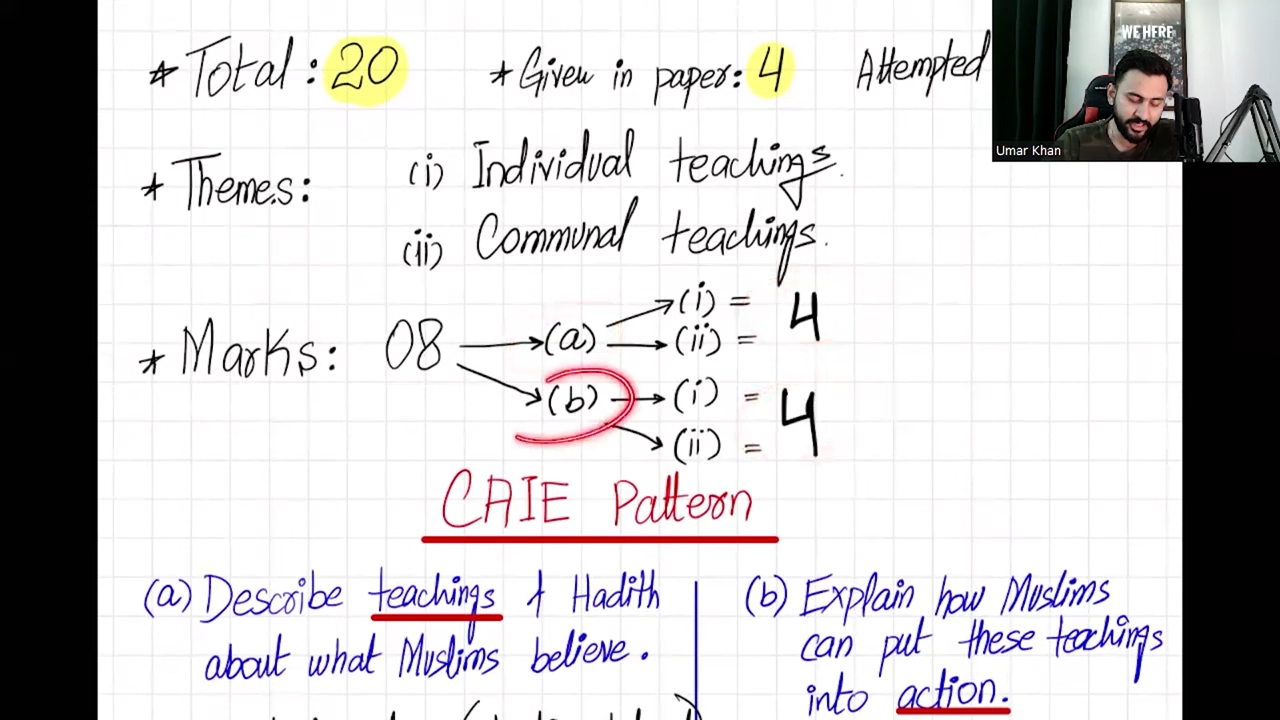 * Total : 20 * Given in paper: 4 Attempted
WE HERE
Umar Khan
* Themes: (i) Individual teachings.
(ii) Communal teachings.
* Marks: 08 → (a) → (i) = 4
→ (ii) =
→ (b) → (i) = 4
→ (ii) =
CAIE Pattern
(a) Describe teachings of Hadith
about what Muslims believe.
(b) Explain how Muslims
can put these teachings
into action.